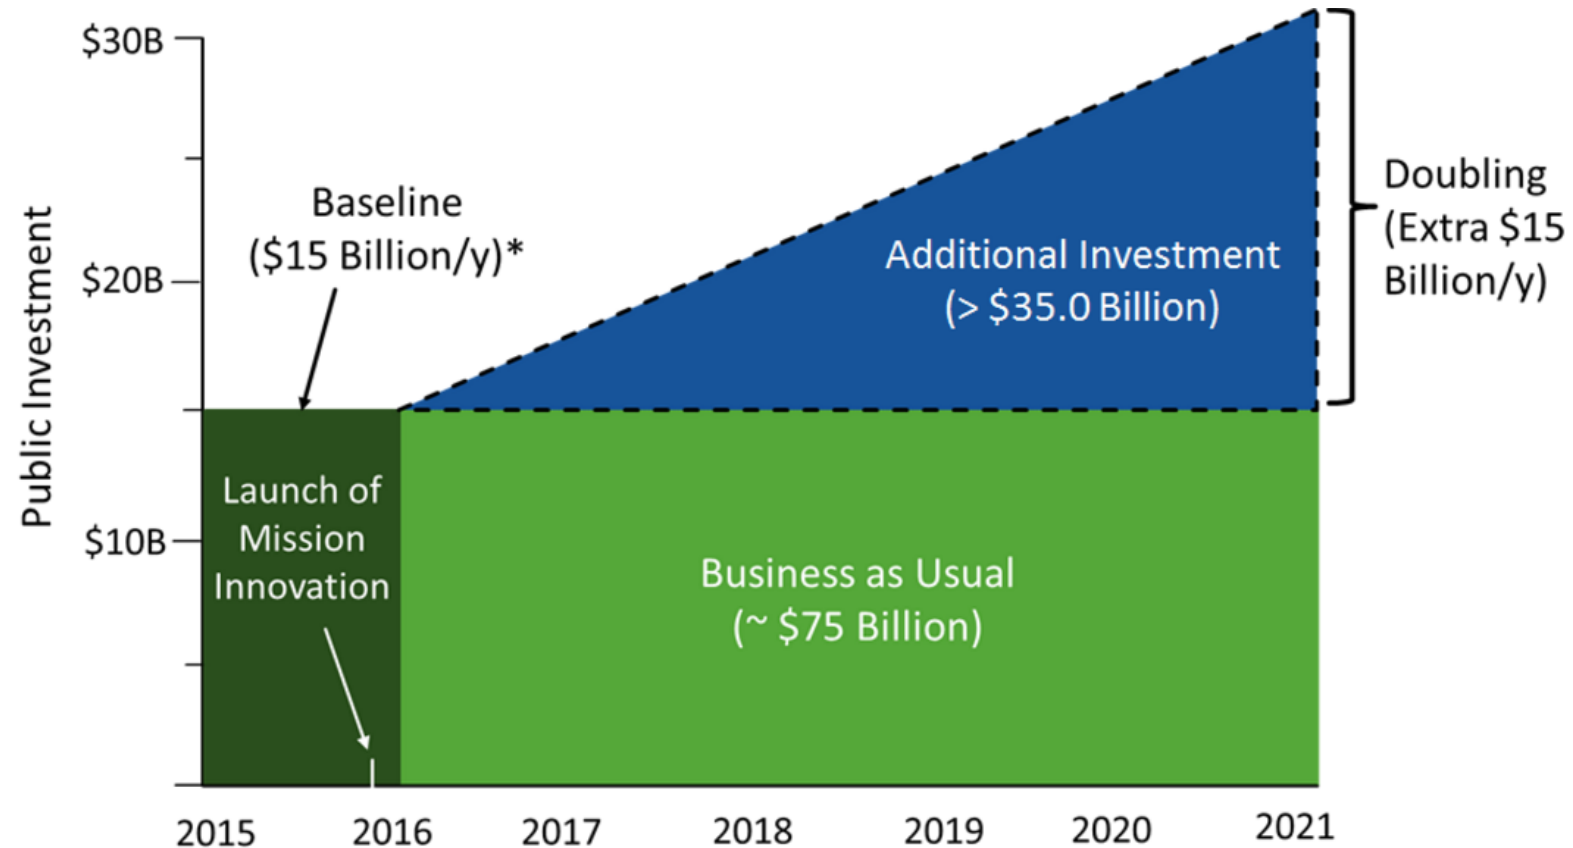 $30B
$20B
$10B
Public Investment
Baseline
($15 Billion/y)*
Launch of
Mission
Innovation
Additional Investment
(> $35.0 Billion)
Business as Usual
(~ $75 Billion)
Doubling
(Extra $15
Billion/y)
2015 2016 2017 2018 2019 2020 2021